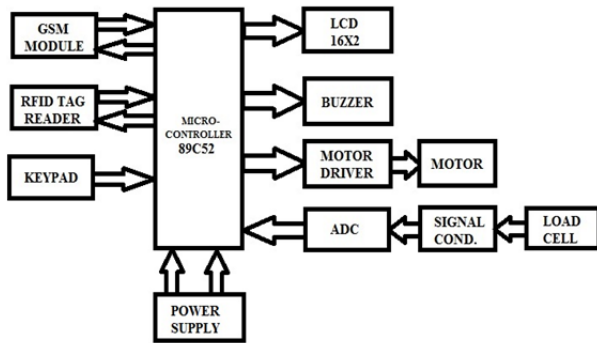 GSM
MODULE
RFID TAG
READER
KEYPAD
MICRO-
CONTROLLER
89C52
LCD
16X2
BUZZER
MOTOR
DRIVER
MOTOR
ADC
SIGNAL
COND.
LOAD
CELL
POWER
SUPPLY